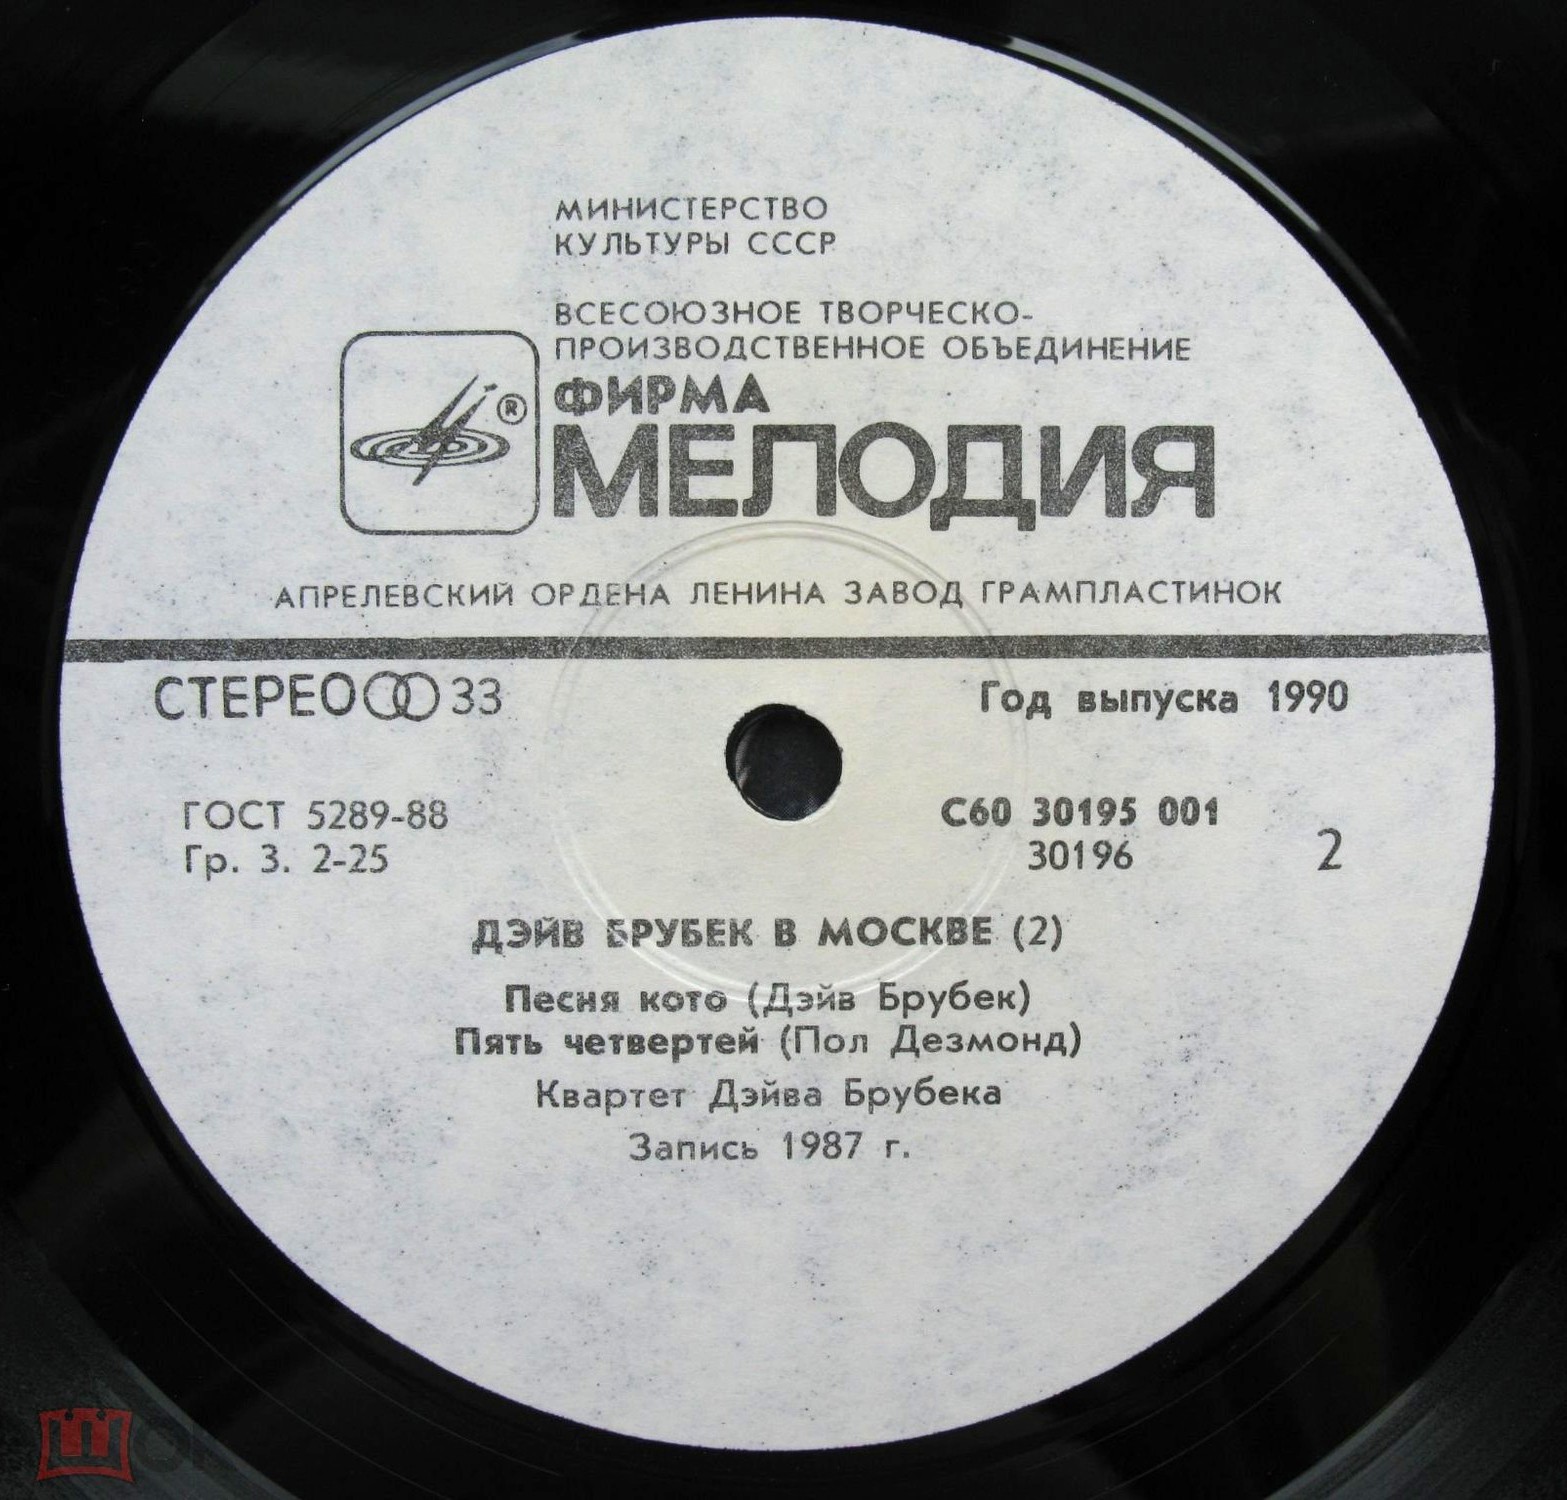 МИНИСТЕРСТВО
КУЛЬТУРЫ СССР
ВСЕСОЮЗНОЕ ТВОРЧЕСКО-
ПРОИЗВОДСТВЕННОЕ ОБЪЕДИНЕНИЕ
ФИРМА
МЕЛОДИЯ
®
АПРЕЛЕВСКИЙ ОРДЕНА ЛЕНИНА ЗАВОД ГРАМПЛАСТИНОК
СТЕРЕО 33
Год выпуска 1990
ГОСТ 5289-88
Гр. 3. 2-25
С60 30195 001
30196
2
ДЭЙВ БРУБЕК В МОСКВЕ (2)
Песня кото (Дэйв Брубек)
Пять четвертей (Пол Дезмонд)
Квартет Дэйва Брубека
Запись 1987 г.